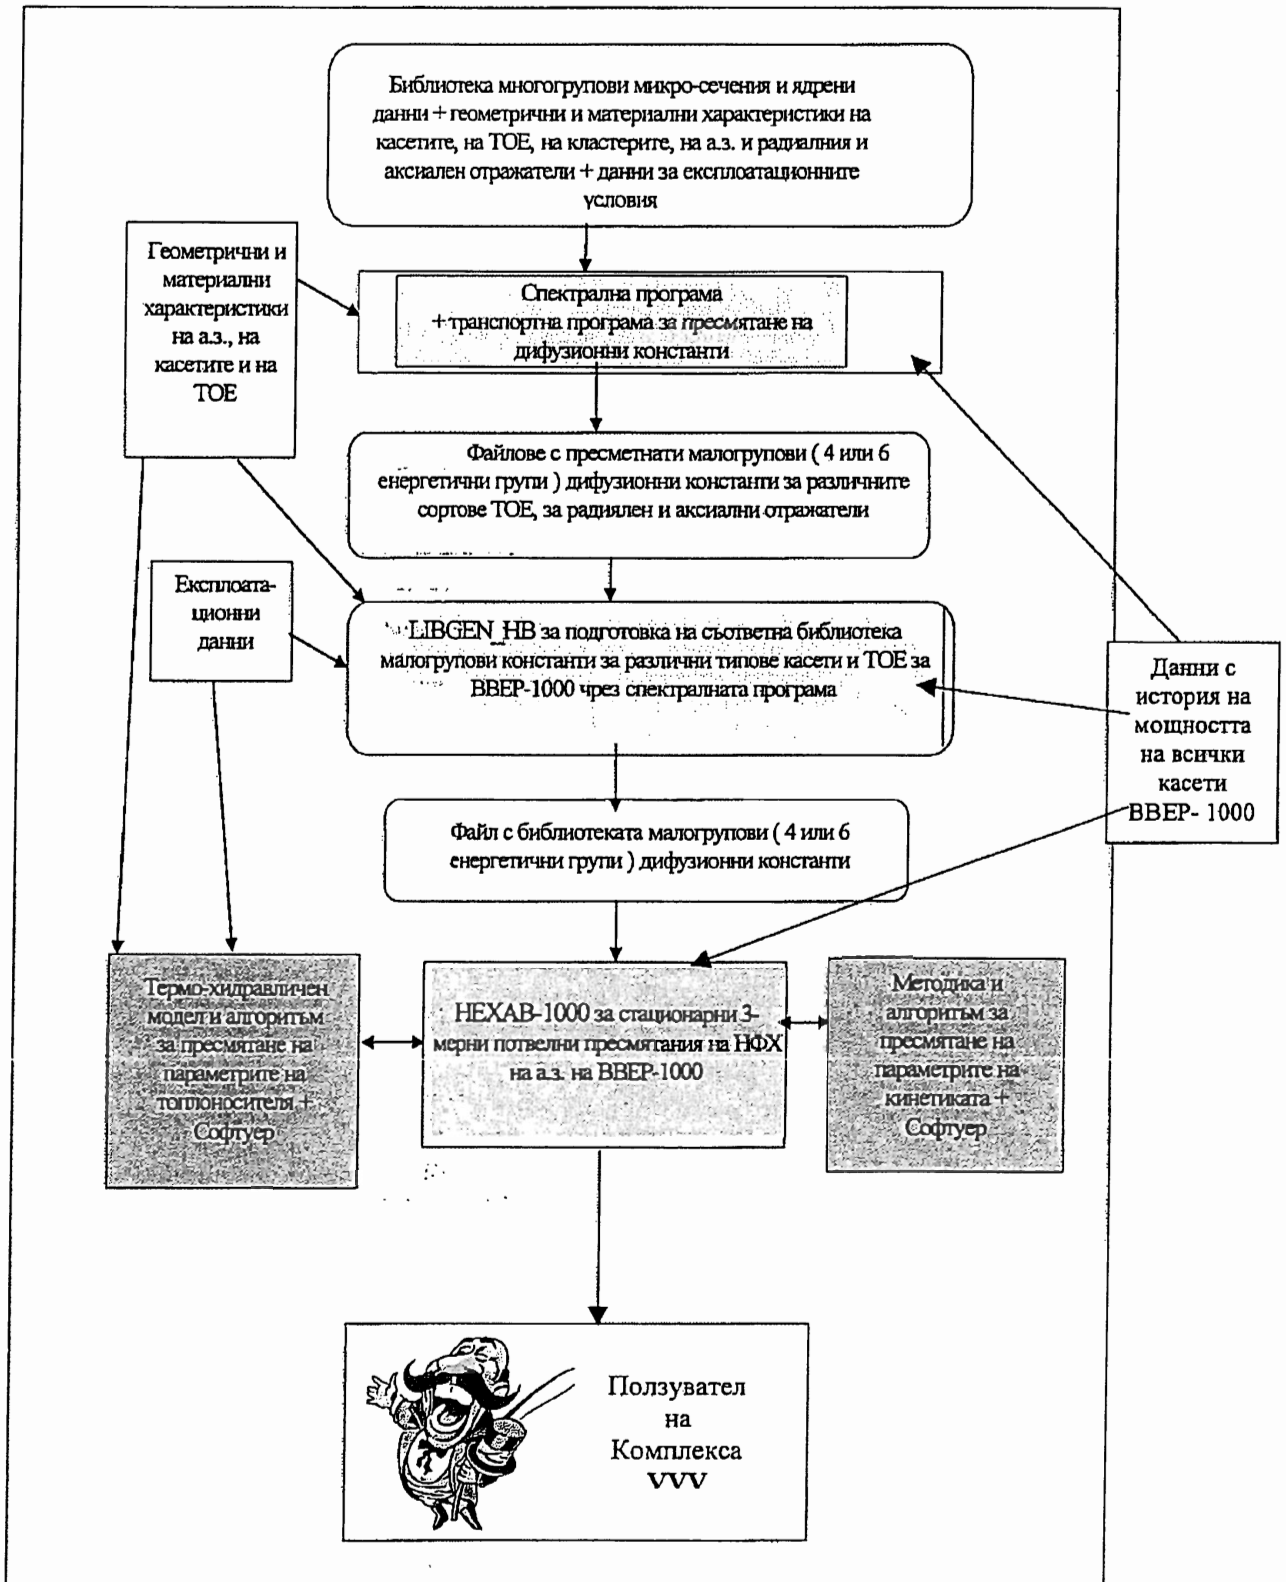 Библиотека многогрупови микро-сечения и ядрени
данни + геометрични и материални характеристики на
касетите, на ТОЕ, на кластерите, на а.з. и радиалния и
аксиален отражатели + данни за експлоатационните
условия
Геометрични и
материални
характеристики
на а.з., на
касетите и на
ТОЕ
Спектрална програма
+транспортна програма за пресмятане на
дифузионни константи
Файлове с пресметнати малогрупови ( 4 или 6
енергетични групи ) дифузионни константи за различните
сортове ТОЕ, за радиялен и аксиални отражатели
Експлоата-
ционни
данни
LIBGEN_HB за подготовка на съответна библиотека
малогрупови константи за различни типове касети и ТОЕ за
ВВЕР-1000 чрез спектралната програма
Данни с
история на
мощността
на всички
касети
ВВЕР- 1000
Файл с библиотеката малогрупови ( 4 или 6
енергетични групи ) дифузионни константи
Термо-хидравличен
модел и алгоритъм
за пресмятане на
параметрите на
топлоносителя +
Софтуер
HEXAB-1000 за стационарни 3-
мерни потвелни пресмятания на НФХ
на а.з. на ВВЕР-1000
Методика и
алгоритъм за
пресмятане на
параметрите на
кинетиката +
Софтуер
Ползувател
на
Комплекса
VVV